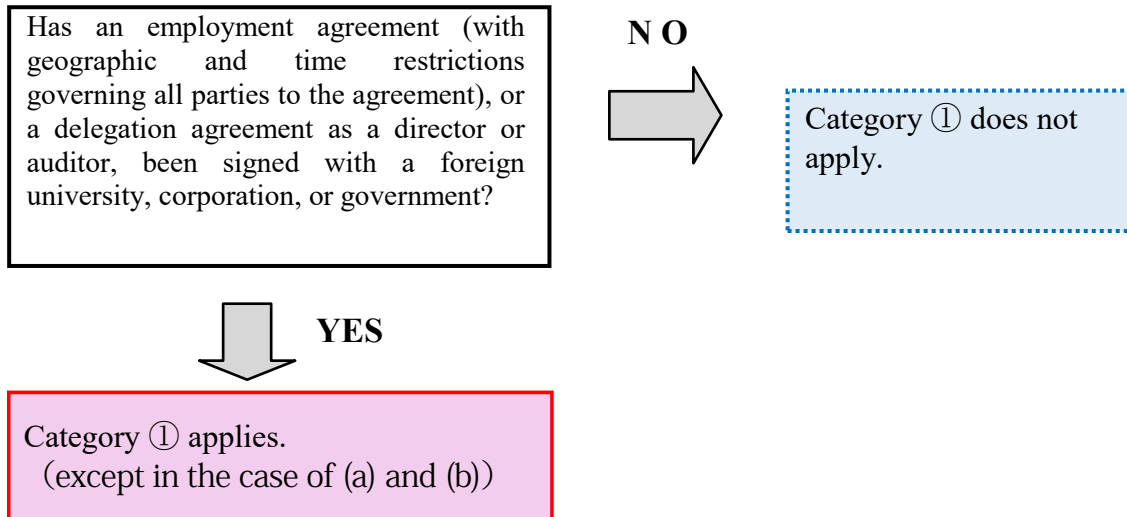 Has an employment agreement (with
geographic and time restrictions
governing all parties to the agreement), or
a delegation agreement as a director or
auditor, been signed with a foreign
university, corporation, or government?
N O
Category ① does not
apply.
YES
Category ① applies.
（except in the case of (a) and (b)）